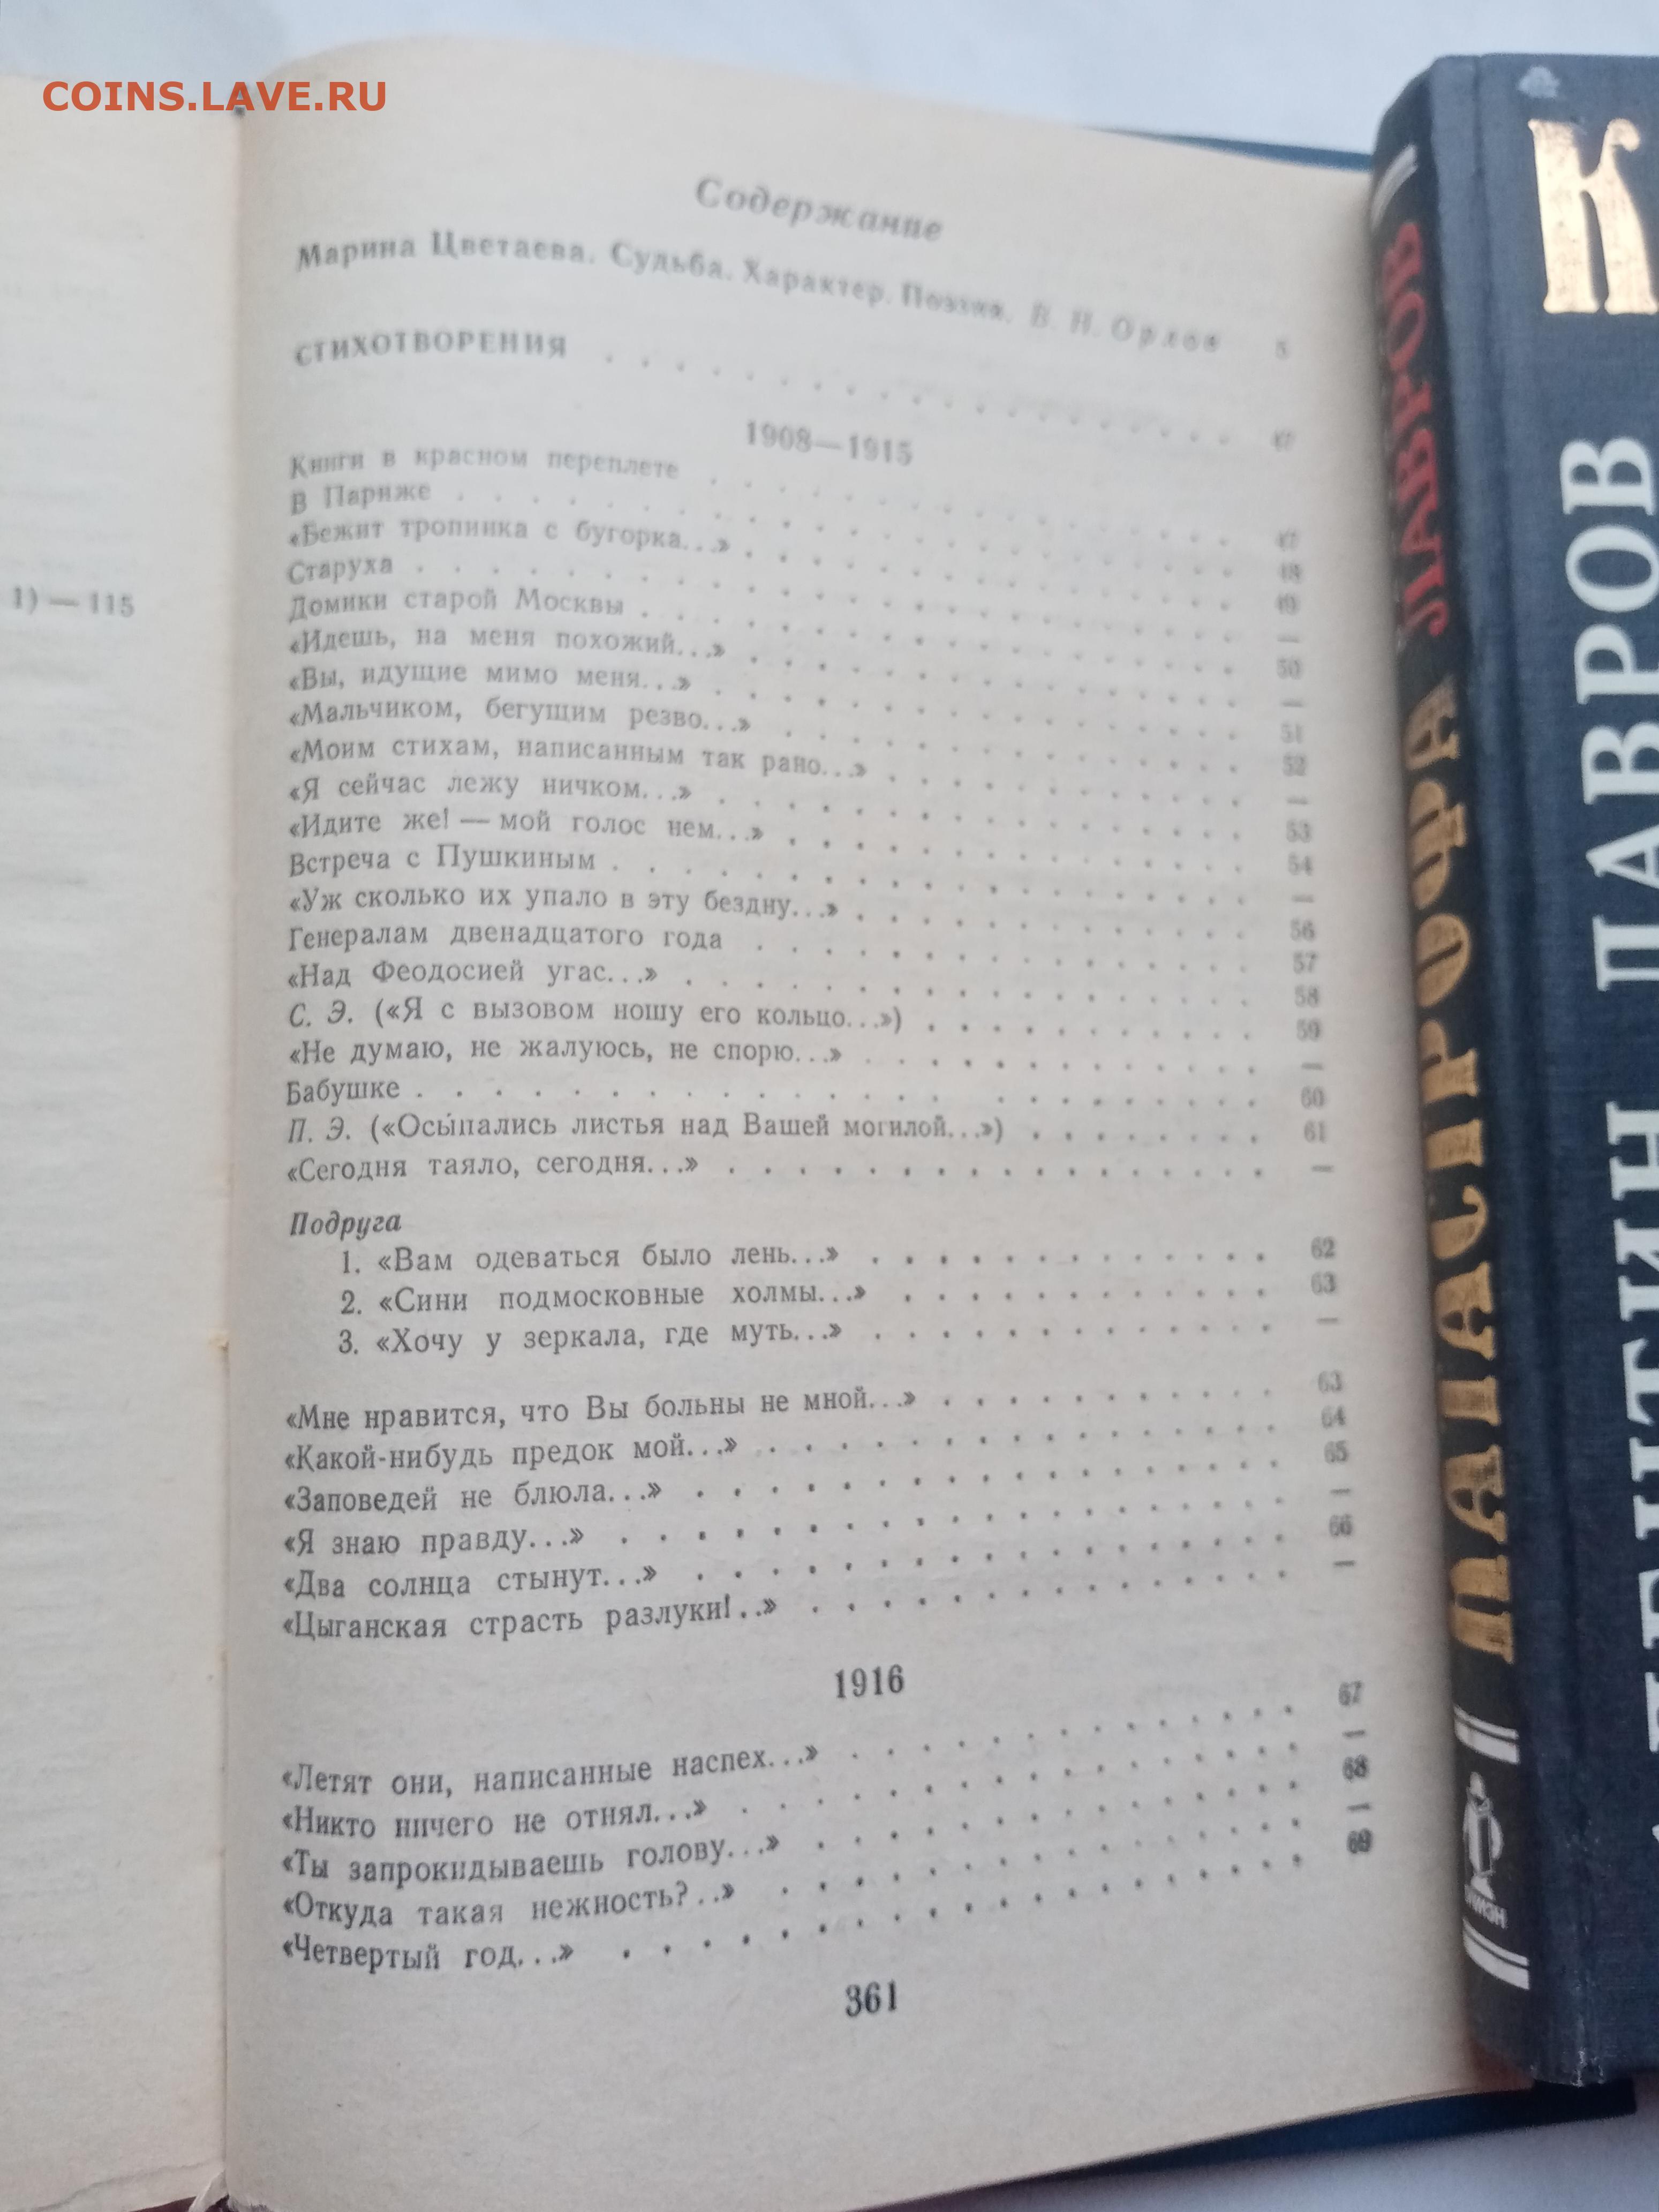 COINS.LAVE.RU
1) — 115
Содержание
Марина Цветаева. Судьба. Характер. Поэзия. В. Н. Орлов 5
СТИХОТВОРЕНИЯ . . . . . . . . . . . . . . . . . . . 47
1908—1915
Книги в красном переплете . . . . . . . . . . . . . . . 47
В Париже . . . . . . . . . . . . . . . . . . . . 48
«Бежит тропинка с бугорка...» . . . . . . . . . . . . . 49
Старуха . . . . . . . . . . . . . . . . . . . . . —
Домики старой Москвы . . . . . . . . . . . . . . . . 50
«Идешь, на меня похожий...» . . . . . . . . . . . . . . —
«Вы, идущие мимо меня...» . . . . . . . . . . . . . . . 51
«Мальчиком, бегущим резво...» . . . . . . . . . . . . . 52
«Моим стихам, написанным так рано...» . . . . . . . . . . —
«Я сейчас лежу ничком...» . . . . . . . . . . . . . . . 53
«Идите же! — мой голос нем...» . . . . . . . . . . . . . 54
Встреча с Пушкиным . . . . . . . . . . . . . . . . . —
«Уж сколько их упало в эту бездну...» . . . . . . . . . . 56
Генералам двенадцатого года . . . . . . . . . . . . . . 57
«Над Феодосией угас...» . . . . . . . . . . . . . . . . 58
С. Э. («Я с вызовом ношу его кольцо...») . . . . . . . . . 59
«Не думаю, не жалуюсь, не спорю...» . . . . . . . . . . . —
Бабушке . . . . . . . . . . . . . . . . . . . . . 60
П. Э. («Осы́пались листья над Вашей могилой...») . . . . . . . 61
«Сегодня таяло, сегодня...» . . . . . . . . . . . . . . —
Подруга
1. «Вам одеваться было лень...» . . . . . . . . . . . . 62
2. «Сини подмосковные холмы...» . . . . . . . . . . . 63
3. «Хочу у зеркала, где муть...» . . . . . . . . . . . . —
«Мне нравится, что Вы больны не мной...» . . . . . . . . . 63
«Какой-нибудь предок мой...» . . . . . . . . . . . . . . 64
«Заповедей не блюла...» . . . . . . . . . . . . . . . . 65
«Я знаю правду...» . . . . . . . . . . . . . . . . . . —
«Два солнца стынут...» . . . . . . . . . . . . . . . . 66
«Цыганская страсть разлуки!..» . . . . . . . . . . . . . —
1916
«Летят они, написанные наспех...» . . . . . . . . . . . . 67
«Никто ничего не отнял...» . . . . . . . . . . . . . . . —
«Ты запрокидываешь голову...» . . . . . . . . . . . . . 68
«Откуда такая нежность?..» . . . . . . . . . . . . . . —
«Четвертый год...» . . . . . . . . . . . . . . . . . . 69
361
ЛАВРОВ
КАТАСТРОФА
ЛАВРОВ